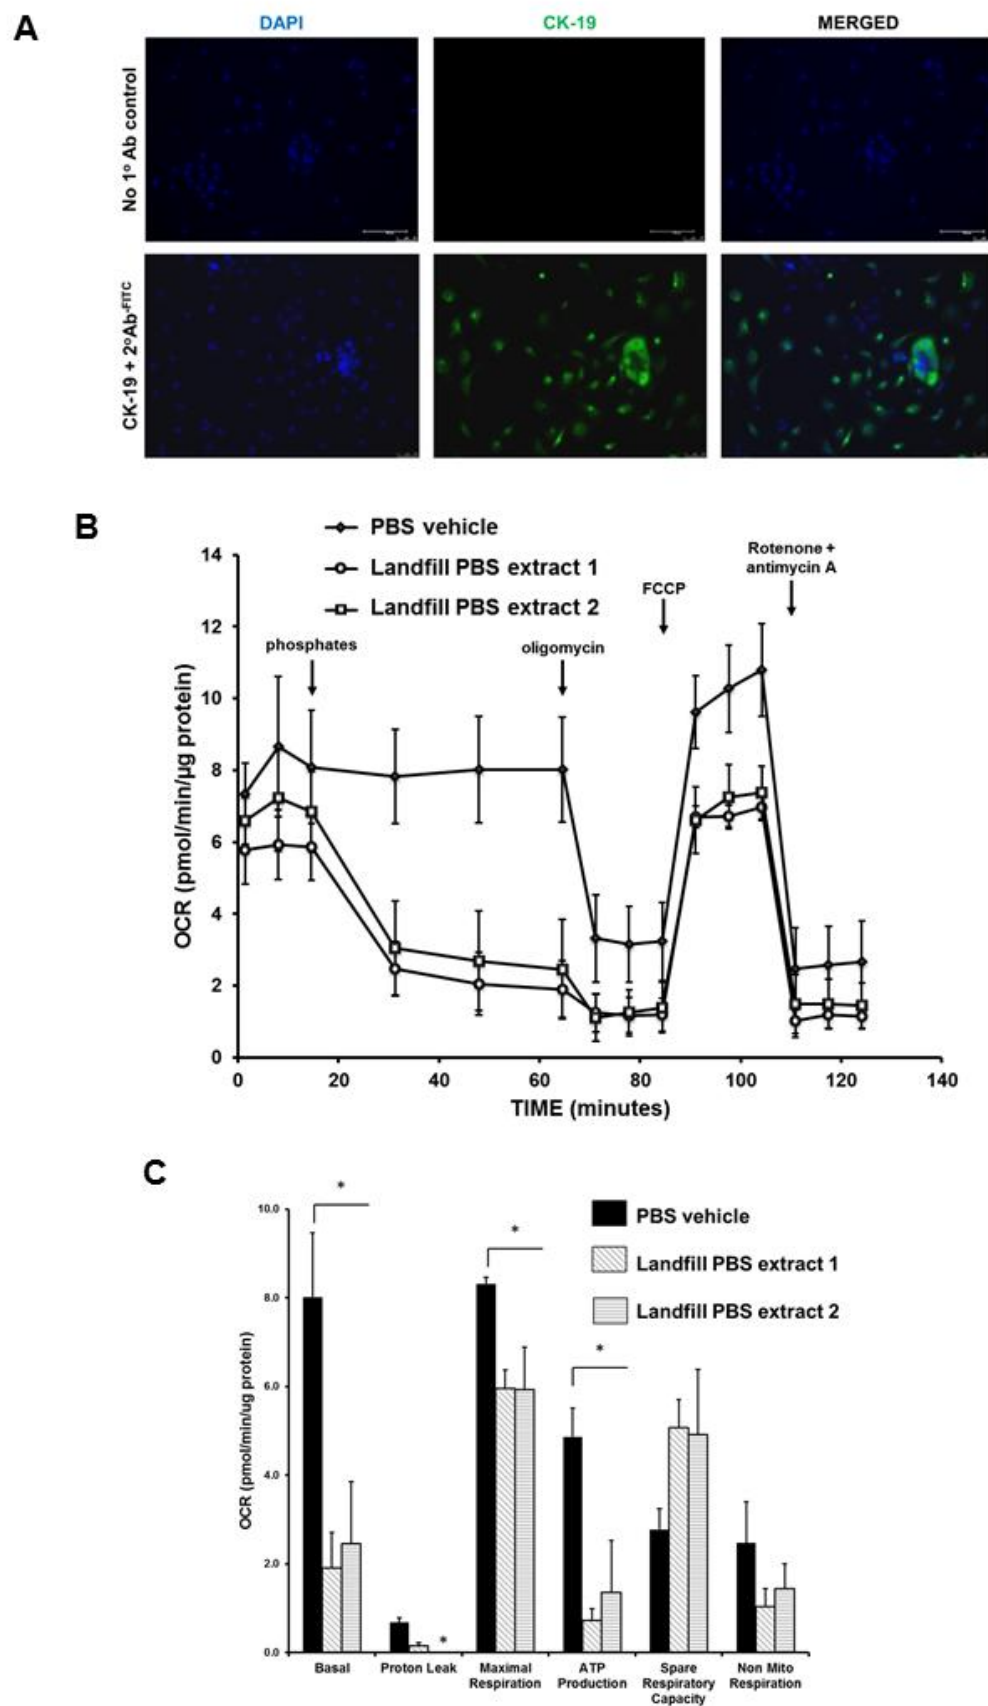 A
DAPI
CK-19
MERGED
No 1º Ab control
CK-19 + 2ºAb-FITC
B
PBS vehicle
Landfill PBS extract 1
Landfill PBS extract 2
Rotenone +
antimycin A
FCCP
phosphates
oligomycin
OCR (pmol/min/µg protein)
14
12
10
8
6
4
2
0
0 20 40 60 80 100 120 140
TIME (minutes)
C
PBS vehicle
Landfill PBS extract 1
Landfill PBS extract 2
* * * *
OCR (pmol/min/ug protein)
10.0
8.0
6.0
4.0
2.0
0.0
Basal
Proton Leak
Maximal
Respiration
ATP
Production
Spare
Respiratory
Capacity
Non Mito
Respiration